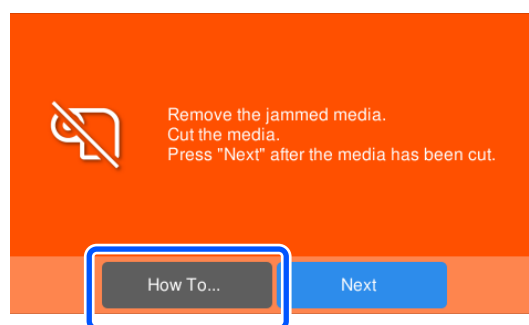 Remove the jammed media.
Cut the media.
Press "Next" after the media has been cut.
How To...
Next